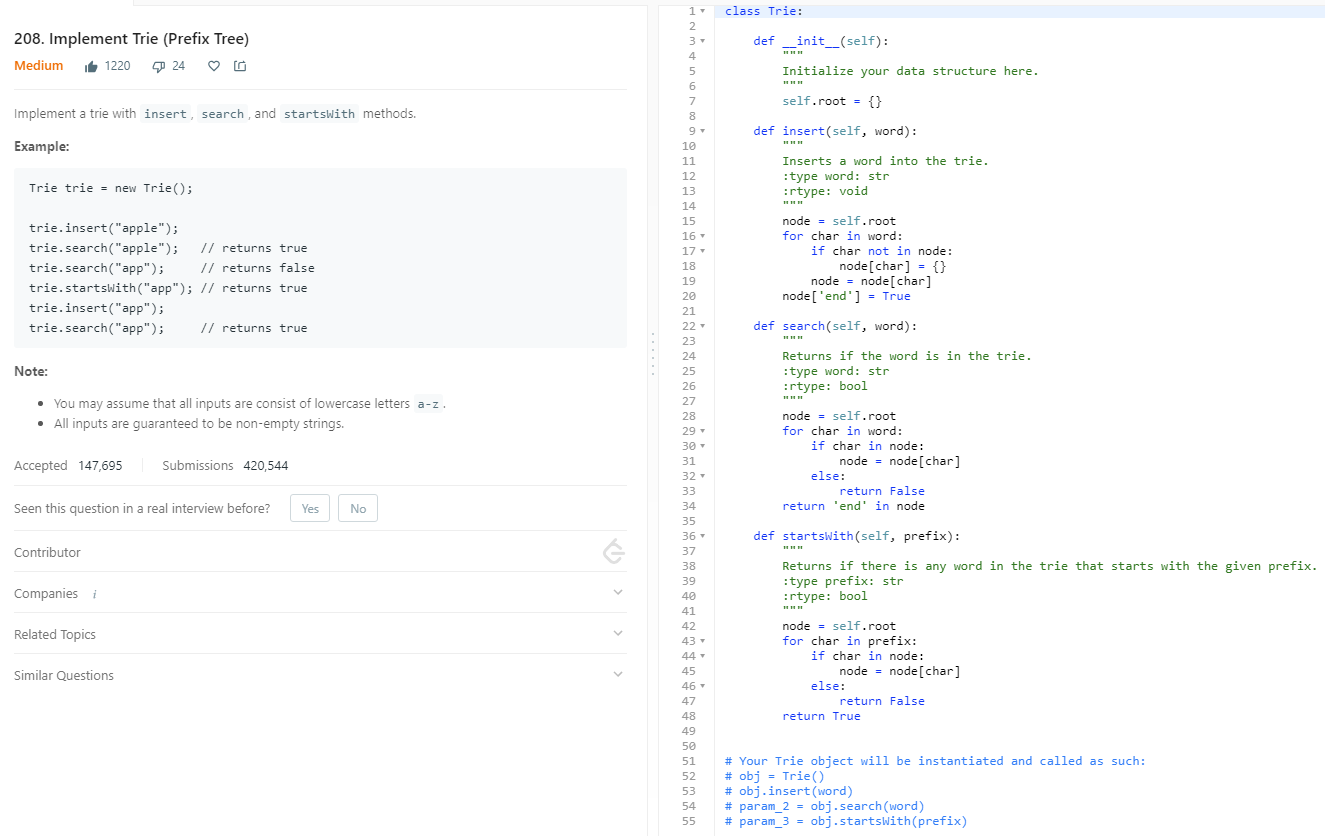 208. Implement Trie (Prefix Tree)
Medium 1220 24
Implement a trie with insert, search, and startsWith methods.
Example:
Trie trie = new Trie();

trie.insert("apple");
trie.search("apple");   // returns true
trie.search("app");     // returns false
trie.startsWith("app"); // returns true
trie.insert("app");
trie.search("app");     // returns true
Note:
• You may assume that all inputs are consist of lowercase letters a-z.
• All inputs are guaranteed to be non-empty strings.
Accepted 147,695 Submissions 420,544
Seen this question in a real interview before? Yes No
Contributor
Companies i
Related Topics
Similar Questions
1 class Trie:
2
3     def __init__(self):
4         """
5         Initialize your data structure here.
6         """
7         self.root = {}
8
9     def insert(self, word):
10         """
11         Inserts a word into the trie.
12         :type word: str
13         :rtype: void
14         """
15         node = self.root
16         for char in word:
17             if char not in node:
18                 node[char] = {}
19             node = node[char]
20         node['end'] = True
21
22     def search(self, word):
23         """
24         Returns if the word is in the trie.
25         :type word: str
26         :rtype: bool
27         """
28         node = self.root
29         for char in word:
30             if char in node:
31                 node = node[char]
32             else:
33                 return False
34         return 'end' in node
35
36     def startsWith(self, prefix):
37         """
38         Returns if there is any word in the trie that starts with the given prefix.
39         :type prefix: str
40         :rtype: bool
41         """
42         node = self.root
43         for char in prefix:
44             if char in node:
45                 node = node[char]
46             else:
47                 return False
48         return True
49
50
51 # Your Trie object will be instantiated and called as such:
52 # obj = Trie()
53 # obj.insert(word)
54 # param_2 = obj.search(word)
55 # param_3 = obj.startsWith(prefix)